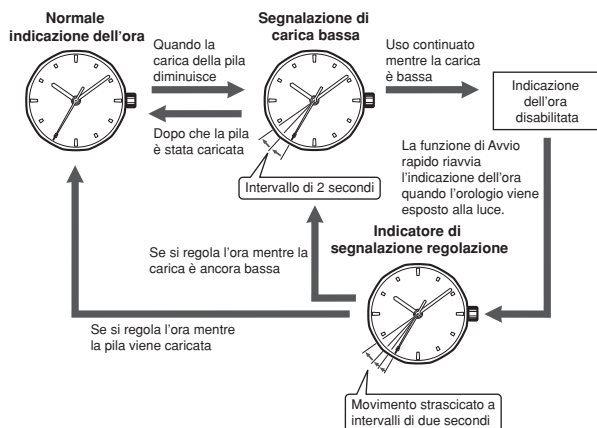 Normale
indicazione dell'ora
Quando la
carica della pila
diminuisce
Dopo che la pila
è stata caricata
Segnalazione di
carica bassa
Intervallo di 2 secondi
Uso continuato
mentre la carica
è bassa
Indicazione
dell'ora
disabilitata
La funzione di Avvio
rapido riavvia
l'indicazione dell'ora
quando l'orologio viene
esposto alla luce.
Indicatore di
segnalazione regolazione
Se si regola l'ora mentre la
carica è ancora bassa
Se si regola l'ora mentre
la pila viene caricata
Movimento strascicato a
intervalli di due secondi